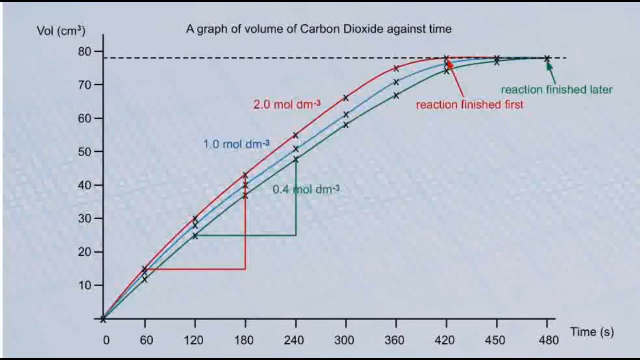 A graph of volume of Carbon Dioxide against time
Vol (cm³)
80
70
60
50
40
30
20
10
2.0 mol dm⁻³
1.0 mol dm⁻³
0.4 mol dm⁻³
reaction finished first
reaction finished later
0 60 120 180 240 300 360 420 450 480
Time (s)